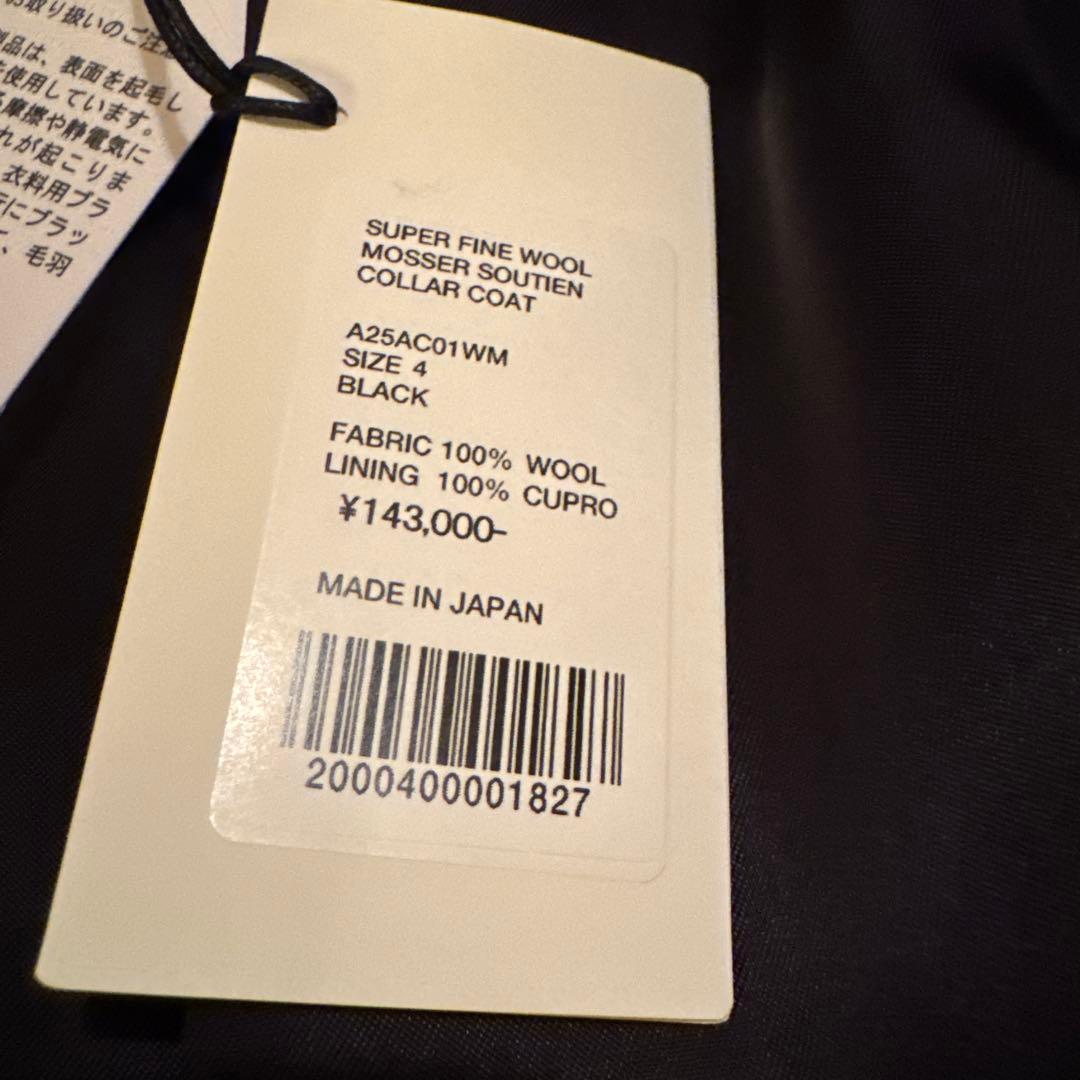 お取り扱いのご注
品は、表面を起毛し
使用しています。
摩擦や静電気に
れが起こりま
衣料用ブラ
にブラッ
、毛羽
SUPER FINE WOOL
MOSSER SOUTIEN
COLLAR COAT
A25AC01WM
SIZE 4
BLACK
FABRIC 100% WOOL
LINING 100% CUPRO
¥143,000-
MADE IN JAPAN
2000400001827